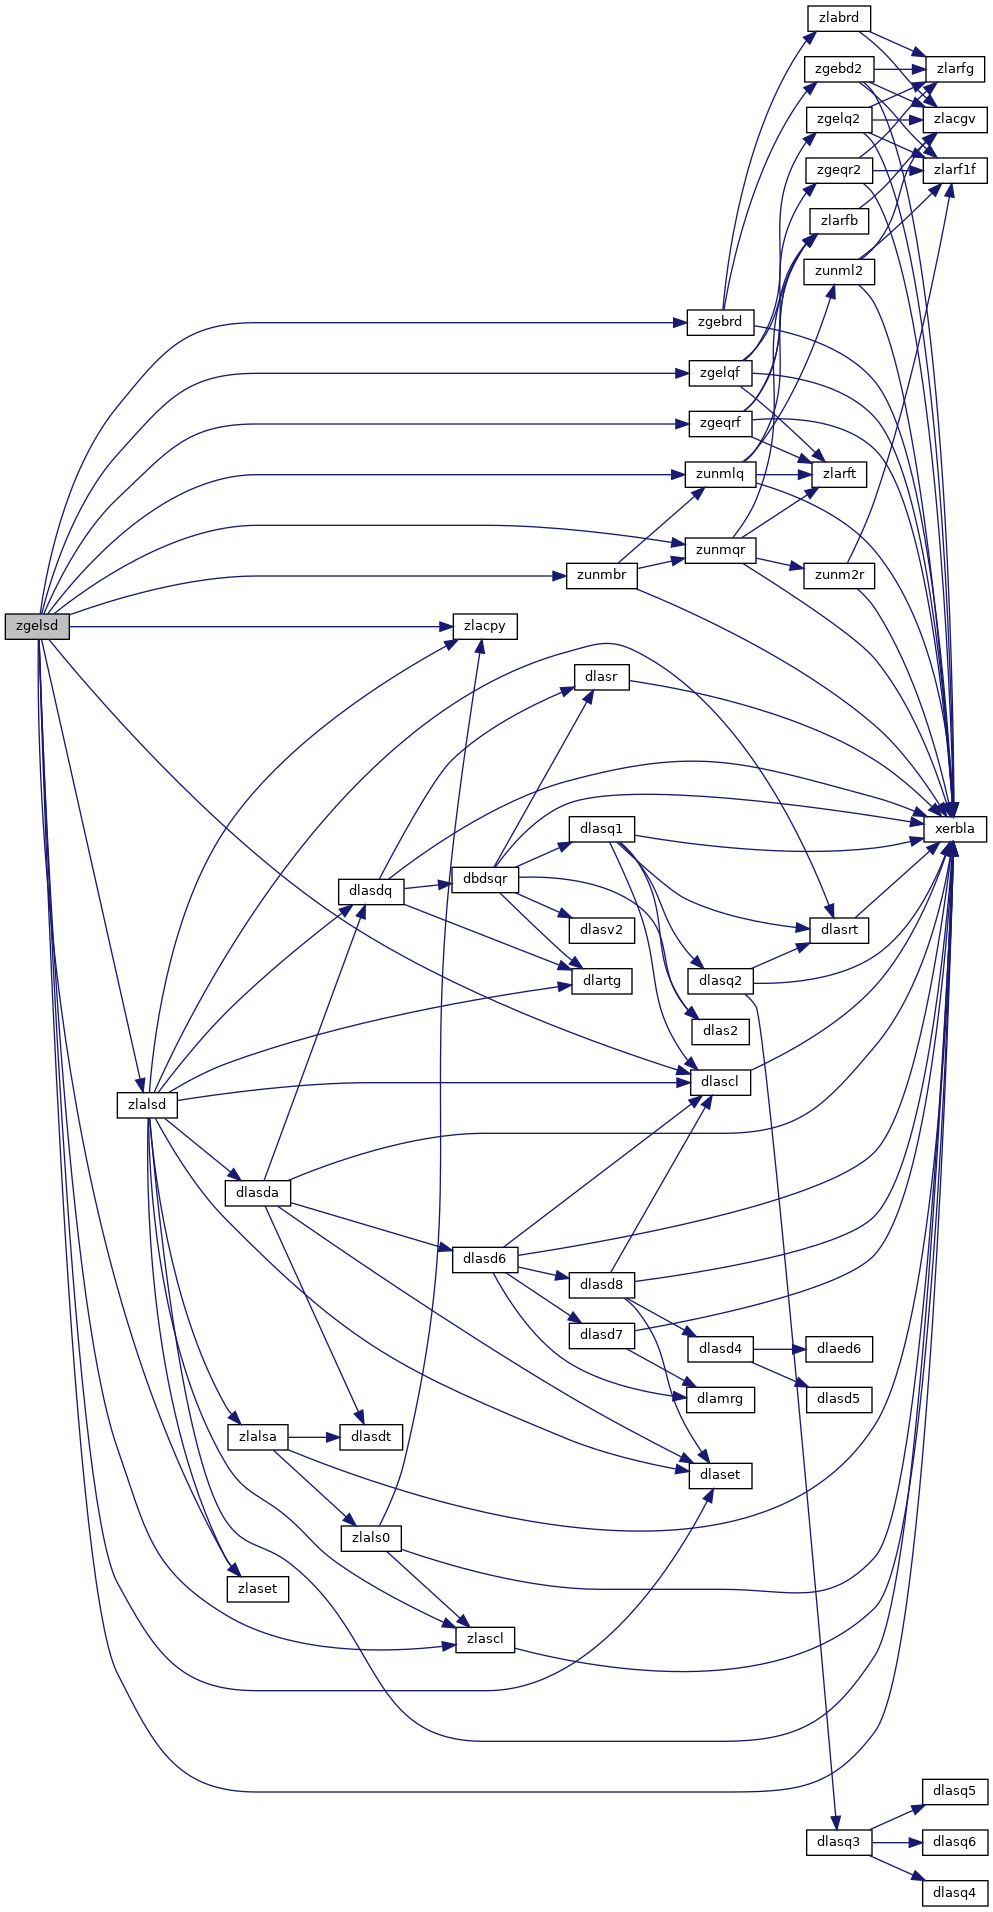 zlabrd
zgebd2
zlarfg
zgelq2
zlacgv
zgeqr2
zlarf1f
zlarfb
zunml2
zgebrd
zgelqf
zgeqrf
zunmlq
zlarft
zunmqr
zunmbr
zunm2r
zgelsd
zlacpy
dlasr
dlasq1
xerbla
dbdsqr
dlasdq
dlasv2
dlasrt
dlartg
dlasq2
dlas2
dlascl
zlalsd
dlasda
dlasd6
dlasd8
dlasd7
dlasd4
dlaed6
dlamrg
dlasd5
zlalsa
dlasdt
dlaset
zlals0
zlaset
zlascl
dlasq5
dlasq3
dlasq6
dlasq4